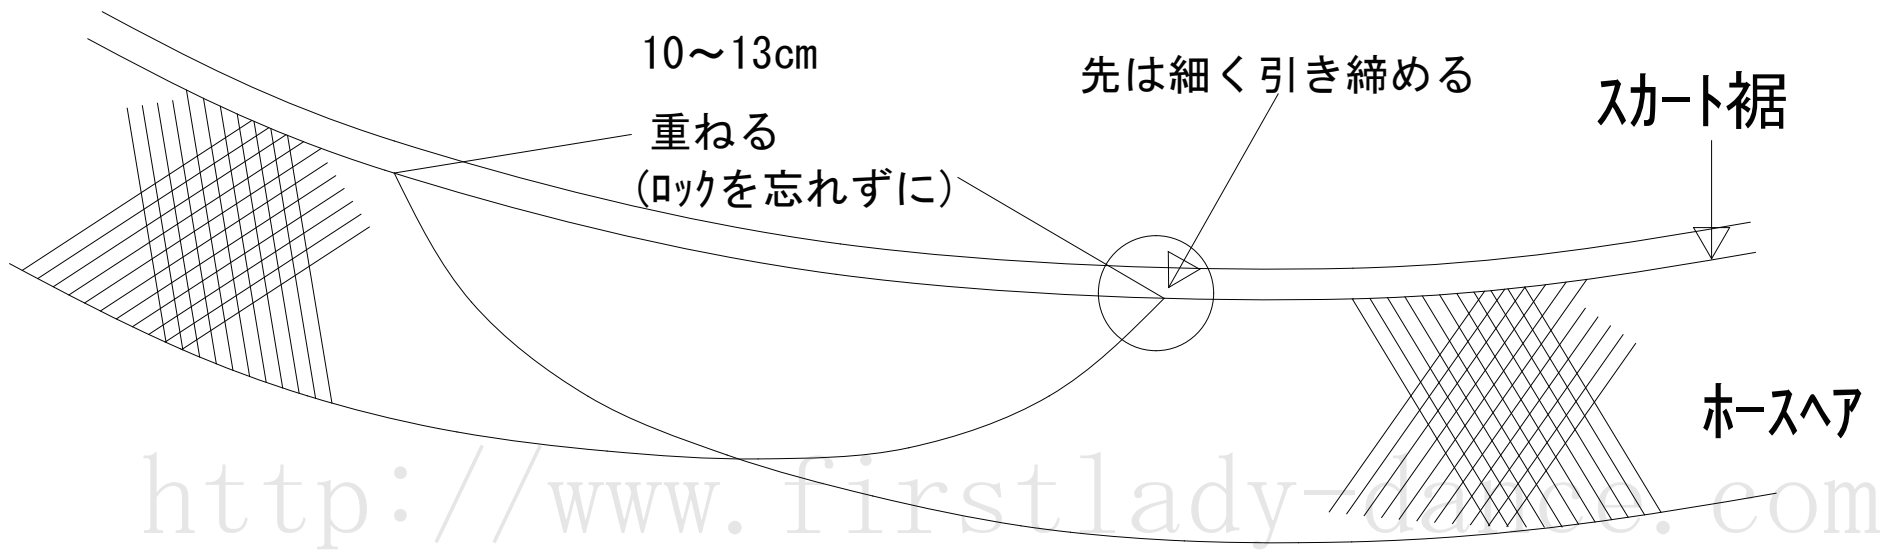 10～13cm
重ねる
(ﾛｯｸを忘れずに)
先は細く引き締める
ｽｶｰﾄ裾
ﾎｰｽﾍｱ
http://www.firstlady-dance.com